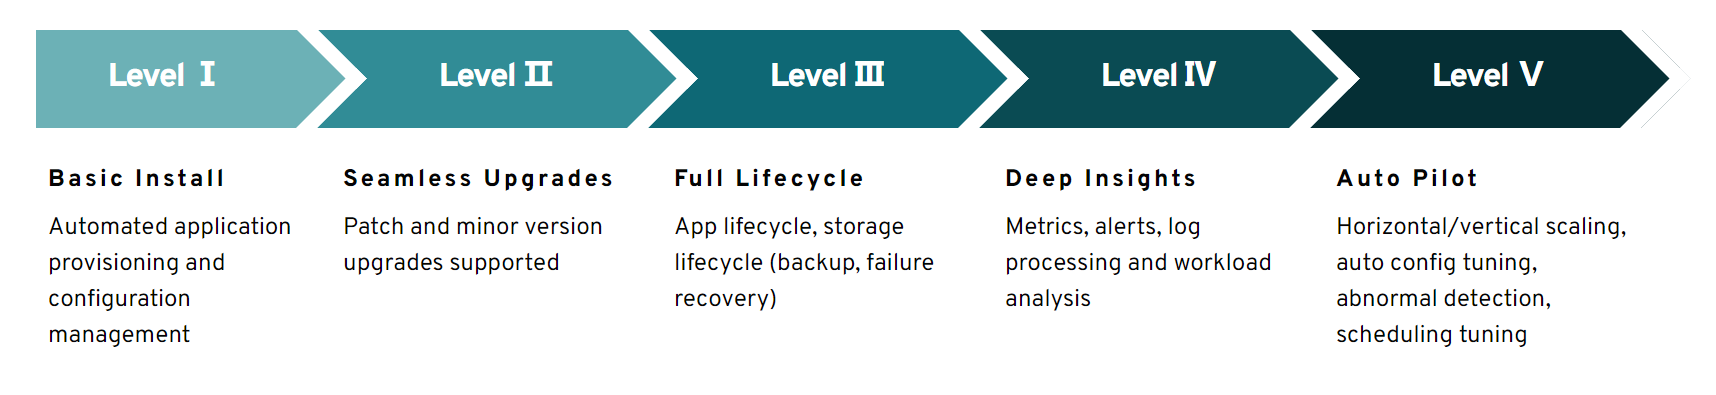 Level I
Level II
Level III
Level IV
Level V
Basic Install
Automated application
provisioning and
configuration
management
Seamless Upgrades
Patch and minor version
upgrades supported
Full Lifecycle
App lifecycle, storage
lifecycle (backup, failure
recovery)
Deep Insights
Metrics, alerts, log
processing and workload
analysis
Auto Pilot
Horizontal/vertical scaling,
auto config tuning,
abnormal detection,
scheduling tuning